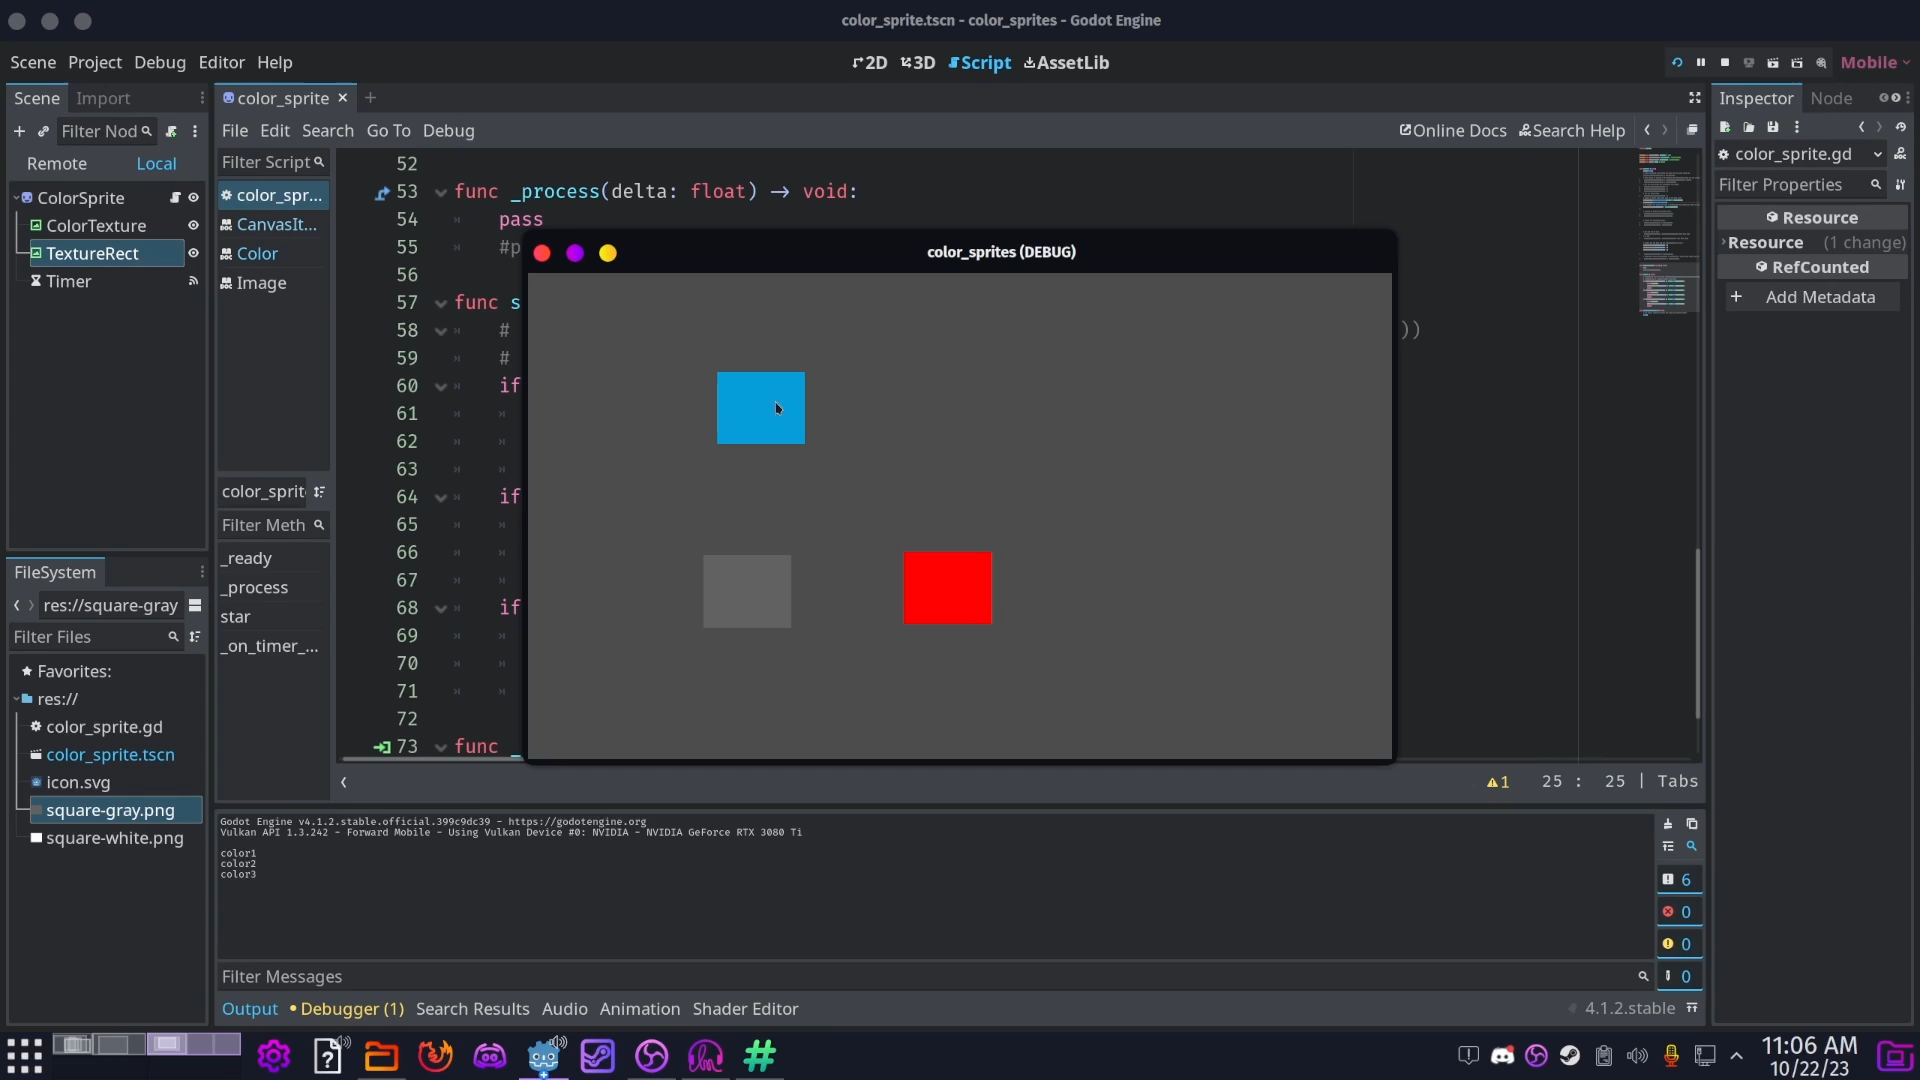 color_sprite.tscn - color_sprites - Godot Engine
Scene Project Debug Editor Help
2D 3D Script AssetLib
Mobile
Scene Import
color_sprite
Inspector Node
Filter Nod
File Edit Search Go To Debug
Online Docs Search Help
Remote Local
Filter Script
color_sprite.gd
Filter Properties
ColorSprite
ColorTexture
TextureRect
Timer
color_spr...
CanvasIt...
Color
Image
Resource
Resource (1 change)
RefCounted
Add Metadata
52
53 func _process(delta: float) -> void:
54 pass
55 #p
56
57 func s
58 # ))
59 #
60 if
61
62
63
64 if
65
66
67
68 if
69
70
71
72
73 func _
color_sprites (DEBUG)
color_sprit
Filter Meth
_ready
_process
star
_on_timer_...
FileSystem
res://square-gray
Filter Files
Favorites:
res://
color_sprite.gd
color_sprite.tscn
icon.svg
square-gray.png
square-white.png
1 25 : 25 | Tabs
Godot Engine v4.1.2.stable.official.399c9dc39 - https://godotengine.org
Vulkan API 1.3.242 - Forward Mobile - Using Vulkan Device #0: NVIDIA - NVIDIA GeForce RTX 3080 Ti
color1
color2
color3
6
0
0
0
Filter Messages
Output Debugger (1) Search Results Audio Animation Shader Editor
4.1.2.stable
11:06 AM
10/22/23